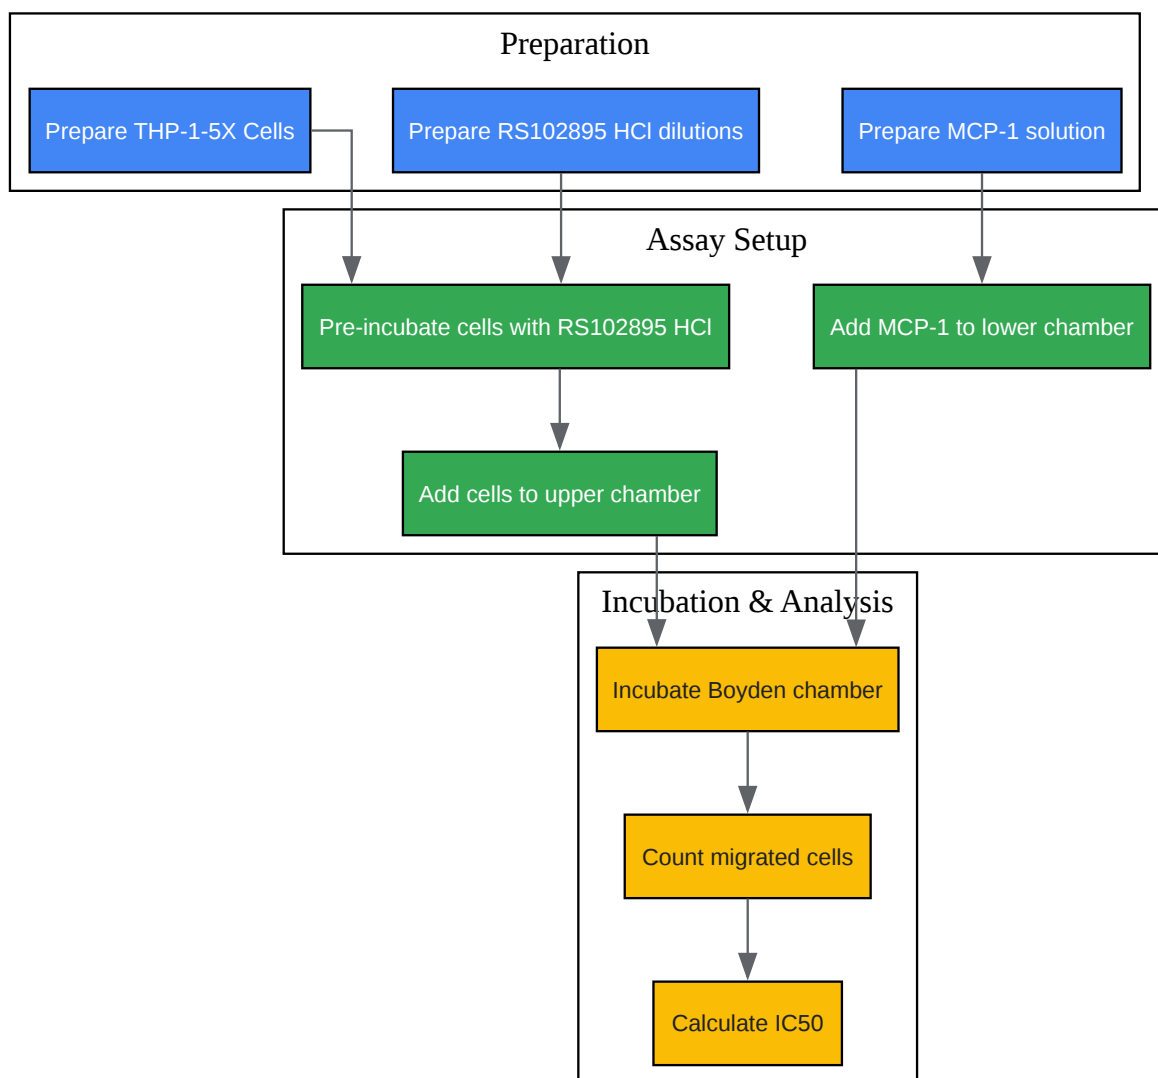 Preparation
Prepare THP-1-5X Cells
Prepare RS102895 HCl dilutions
Prepare MCP-1 solution
Assay Setup
Pre-incubate cells with RS102895 HCl
Add MCP-1 to lower chamber
Add cells to upper chamber
Incubation & Analysis
Incubate Boyden chamber
Count migrated cells
Calculate IC50